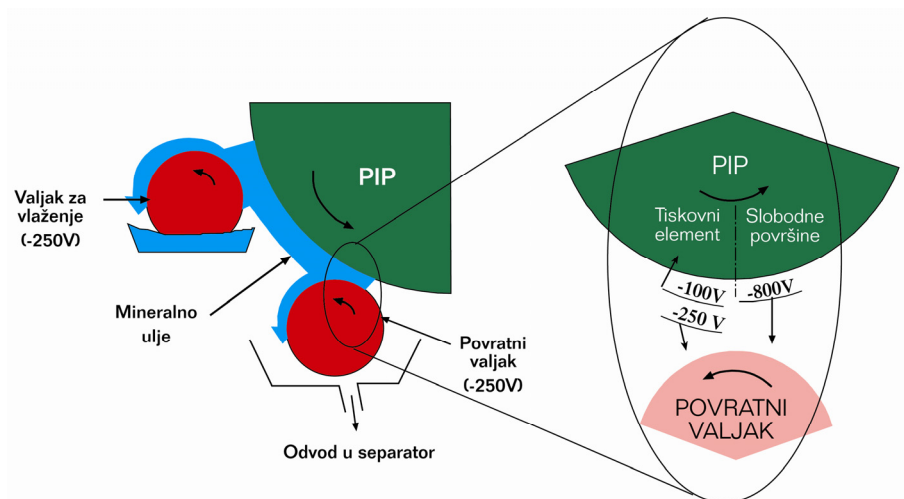 PIP
Valjak za
vlaženje
(-250V)
Mineralno
ulje
Povratni
valjak
(-250V)
Odvod u separator
PIP
Tiskovni
element
Slobodne
površine
-100V
-800V
-250 V
POVRATNI
VALJAK